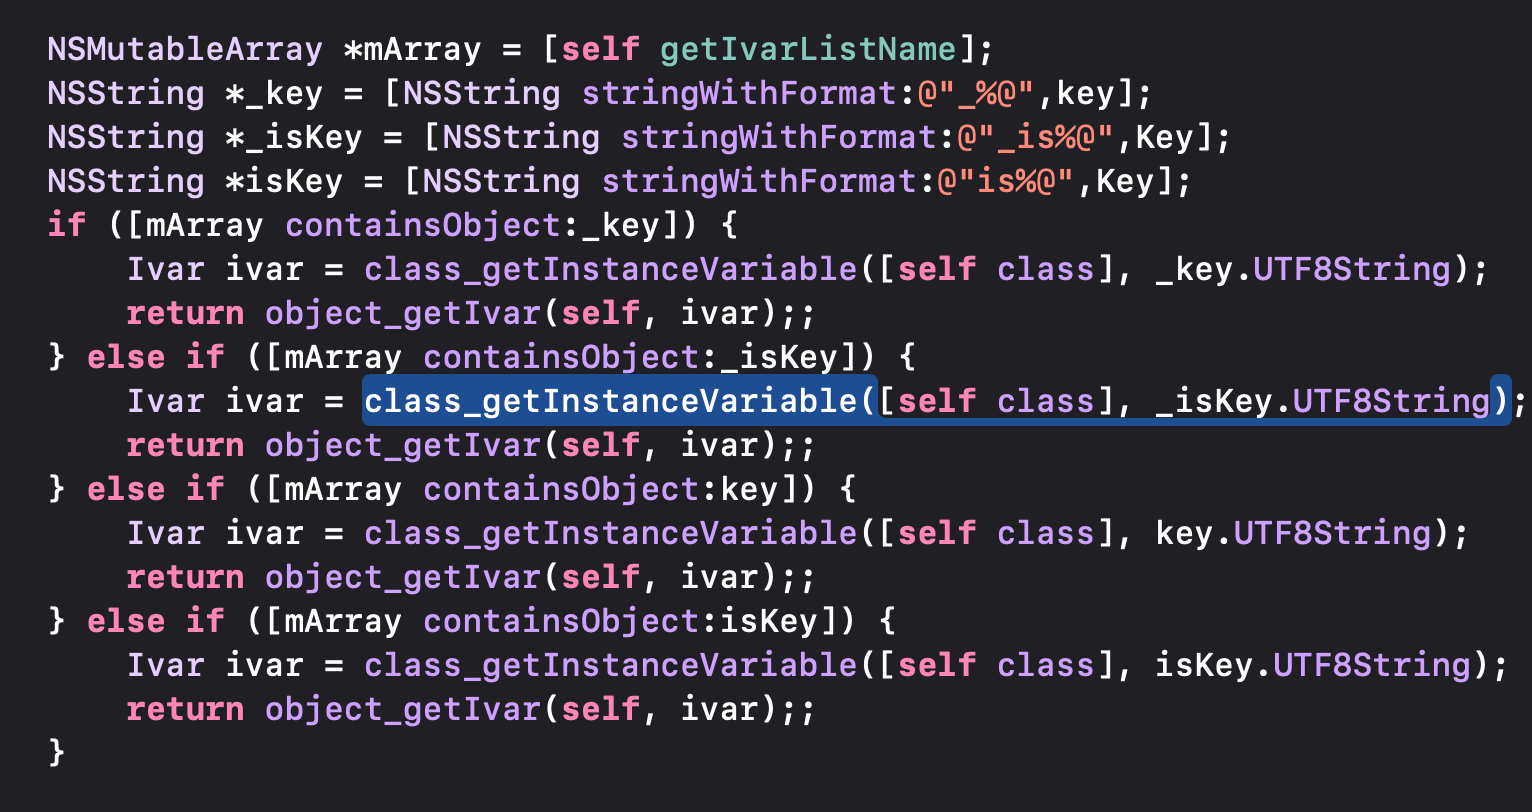 NSMutableArray *mArray = [self getIvarListName];
NSString *_key = [NSString stringWithFormat:@"_%@",key];
NSString *_isKey = [NSString stringWithFormat:@"_is%@",Key];
NSString *isKey = [NSString stringWithFormat:@"is%@",Key];
if ([mArray containsObject:_key]) {
    Ivar ivar = class_getInstanceVariable([self class], _key.UTF8String);
    return object_getIvar(self, ivar);;
} else if ([mArray containsObject:_isKey]) {
    Ivar ivar = class_getInstanceVariable([self class], _isKey.UTF8String);
    return object_getIvar(self, ivar);;
} else if ([mArray containsObject:key]) {
    Ivar ivar = class_getInstanceVariable([self class], key.UTF8String);
    return object_getIvar(self, ivar);;
} else if ([mArray containsObject:isKey]) {
    Ivar ivar = class_getInstanceVariable([self class], isKey.UTF8String);
    return object_getIvar(self, ivar);;
}